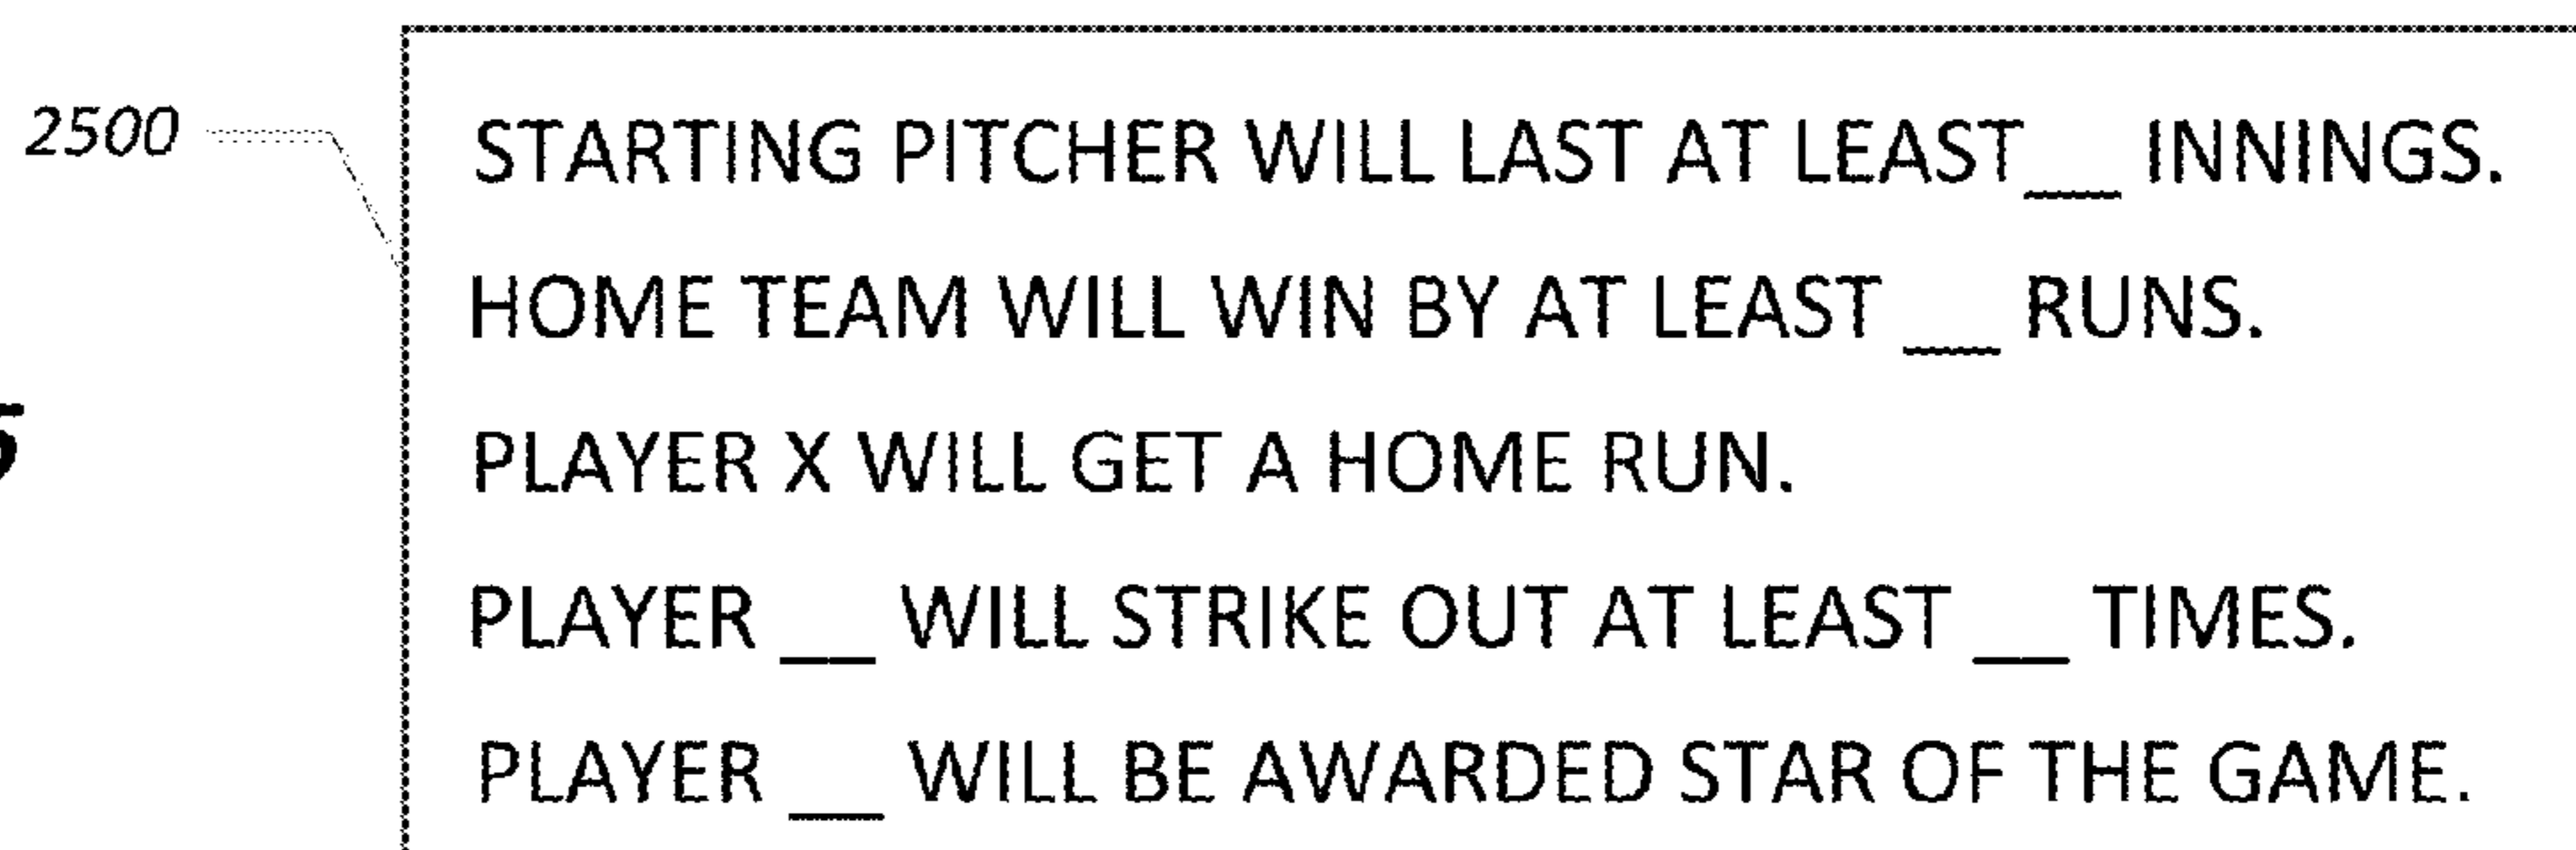 2500
STARTING PITCHER WILL LAST AT LEAST__ INNINGS.
HOME TEAM WILL WIN BY AT LEAST __ RUNS.
PLAYER X WILL GET A HOME RUN.
PLAYER __ WILL STRIKE OUT AT LEAST __ TIMES.
PLAYER __ WILL BE AWARDED STAR OF THE GAME.